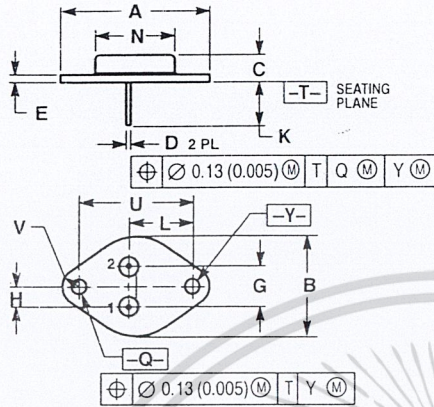 A
N
C
E
–T– SEATING
PLANE
K
D 2 PL
⌖ ∅ 0.13 (0.005) Ⓜ T Q Ⓜ Y Ⓜ
U
L
–Y–
V
2
G
B
H
1
–Q–
⌖ ∅ 0.13 (0.005) Ⓜ T Y Ⓜ